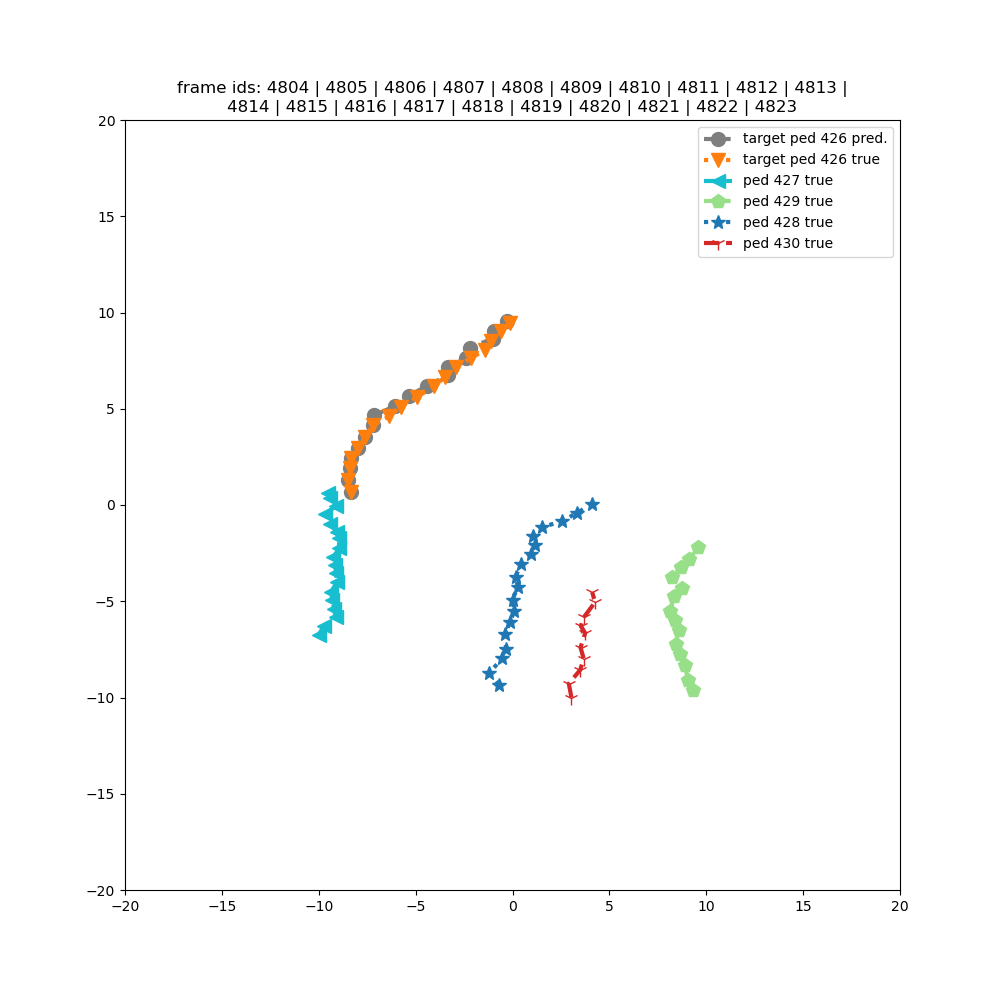 frame ids: 4804 | 4805 | 4806 | 4807 | 4808 | 4809 | 4810 | 4811 | 4812 | 4813 |
4814 | 4815 | 4816 | 4817 | 4818 | 4819 | 4820 | 4821 | 4822 | 4823
target ped 426 pred.
target ped 426 true
ped 427 true
ped 429 true
ped 428 true
ped 430 true
20
15
10
5
0
−5
−10
−15
−20
−20 −15 −10 −5 0 5 10 15 20